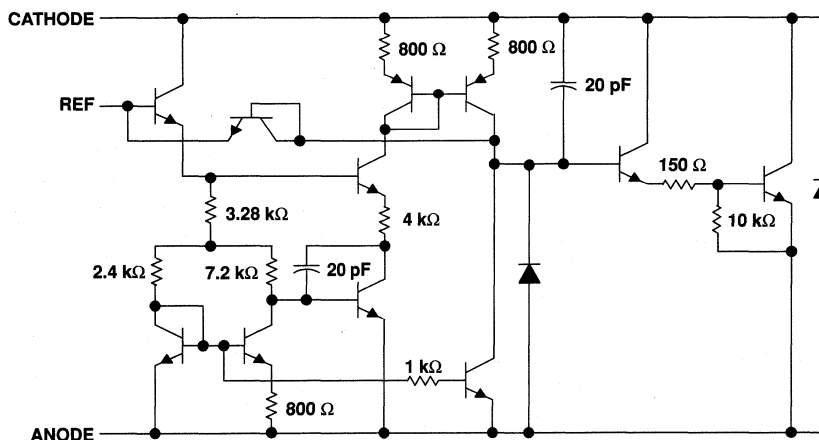 CATHODE
800 Ω
800 Ω
20 pF
REF
150 Ω
3.28 kΩ
4 kΩ
10 kΩ
2.4 kΩ
7.2 kΩ
20 pF
1 kΩ
800 Ω
ANODE